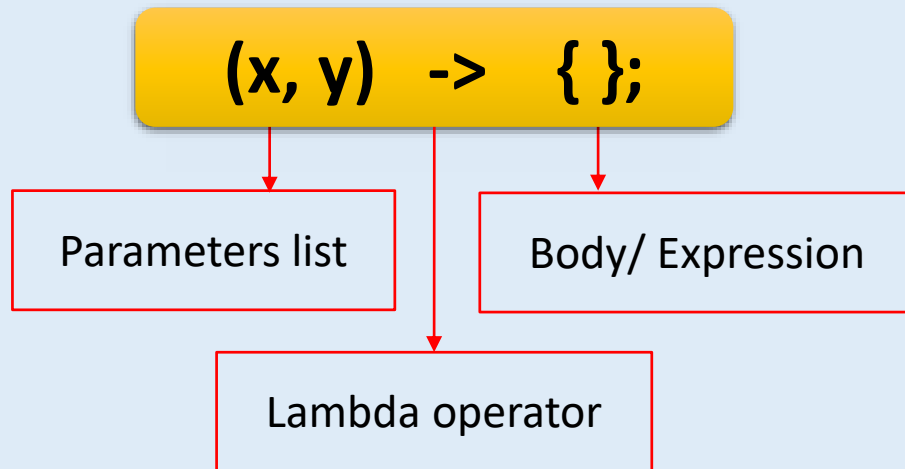 (x, y) -> { };
Parameters list
Body/ Expression
Lambda operator